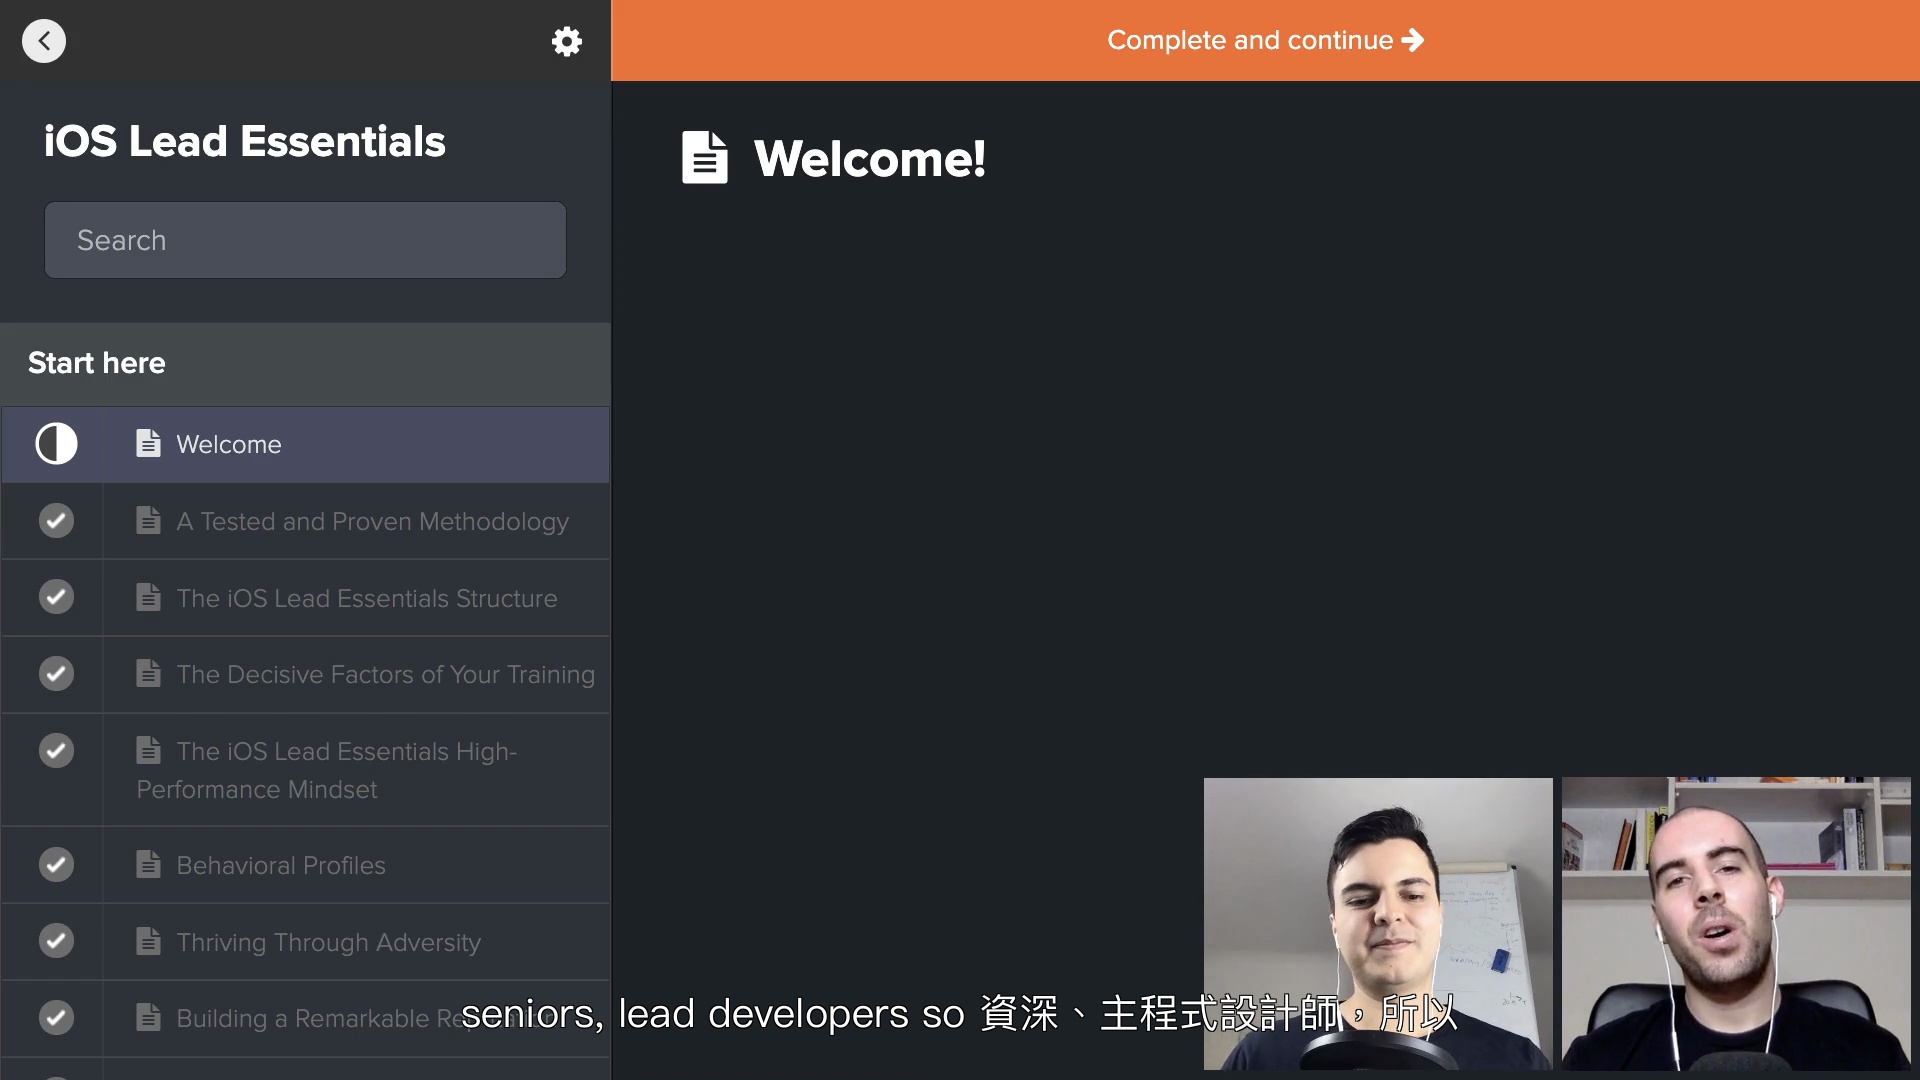 Complete and continue
iOS Lead Essentials
Search
Start here
Welcome
A Tested and Proven Methodology
The iOS Lead Essentials Structure
The Decisive Factors of Your Training
The iOS Lead Essentials High-
Performance Mindset
Behavioral Profiles
Thriving Through Adversity
Building a Remarkable
Welcome!
seniors, lead developers so 資深、主程式設計師，所以